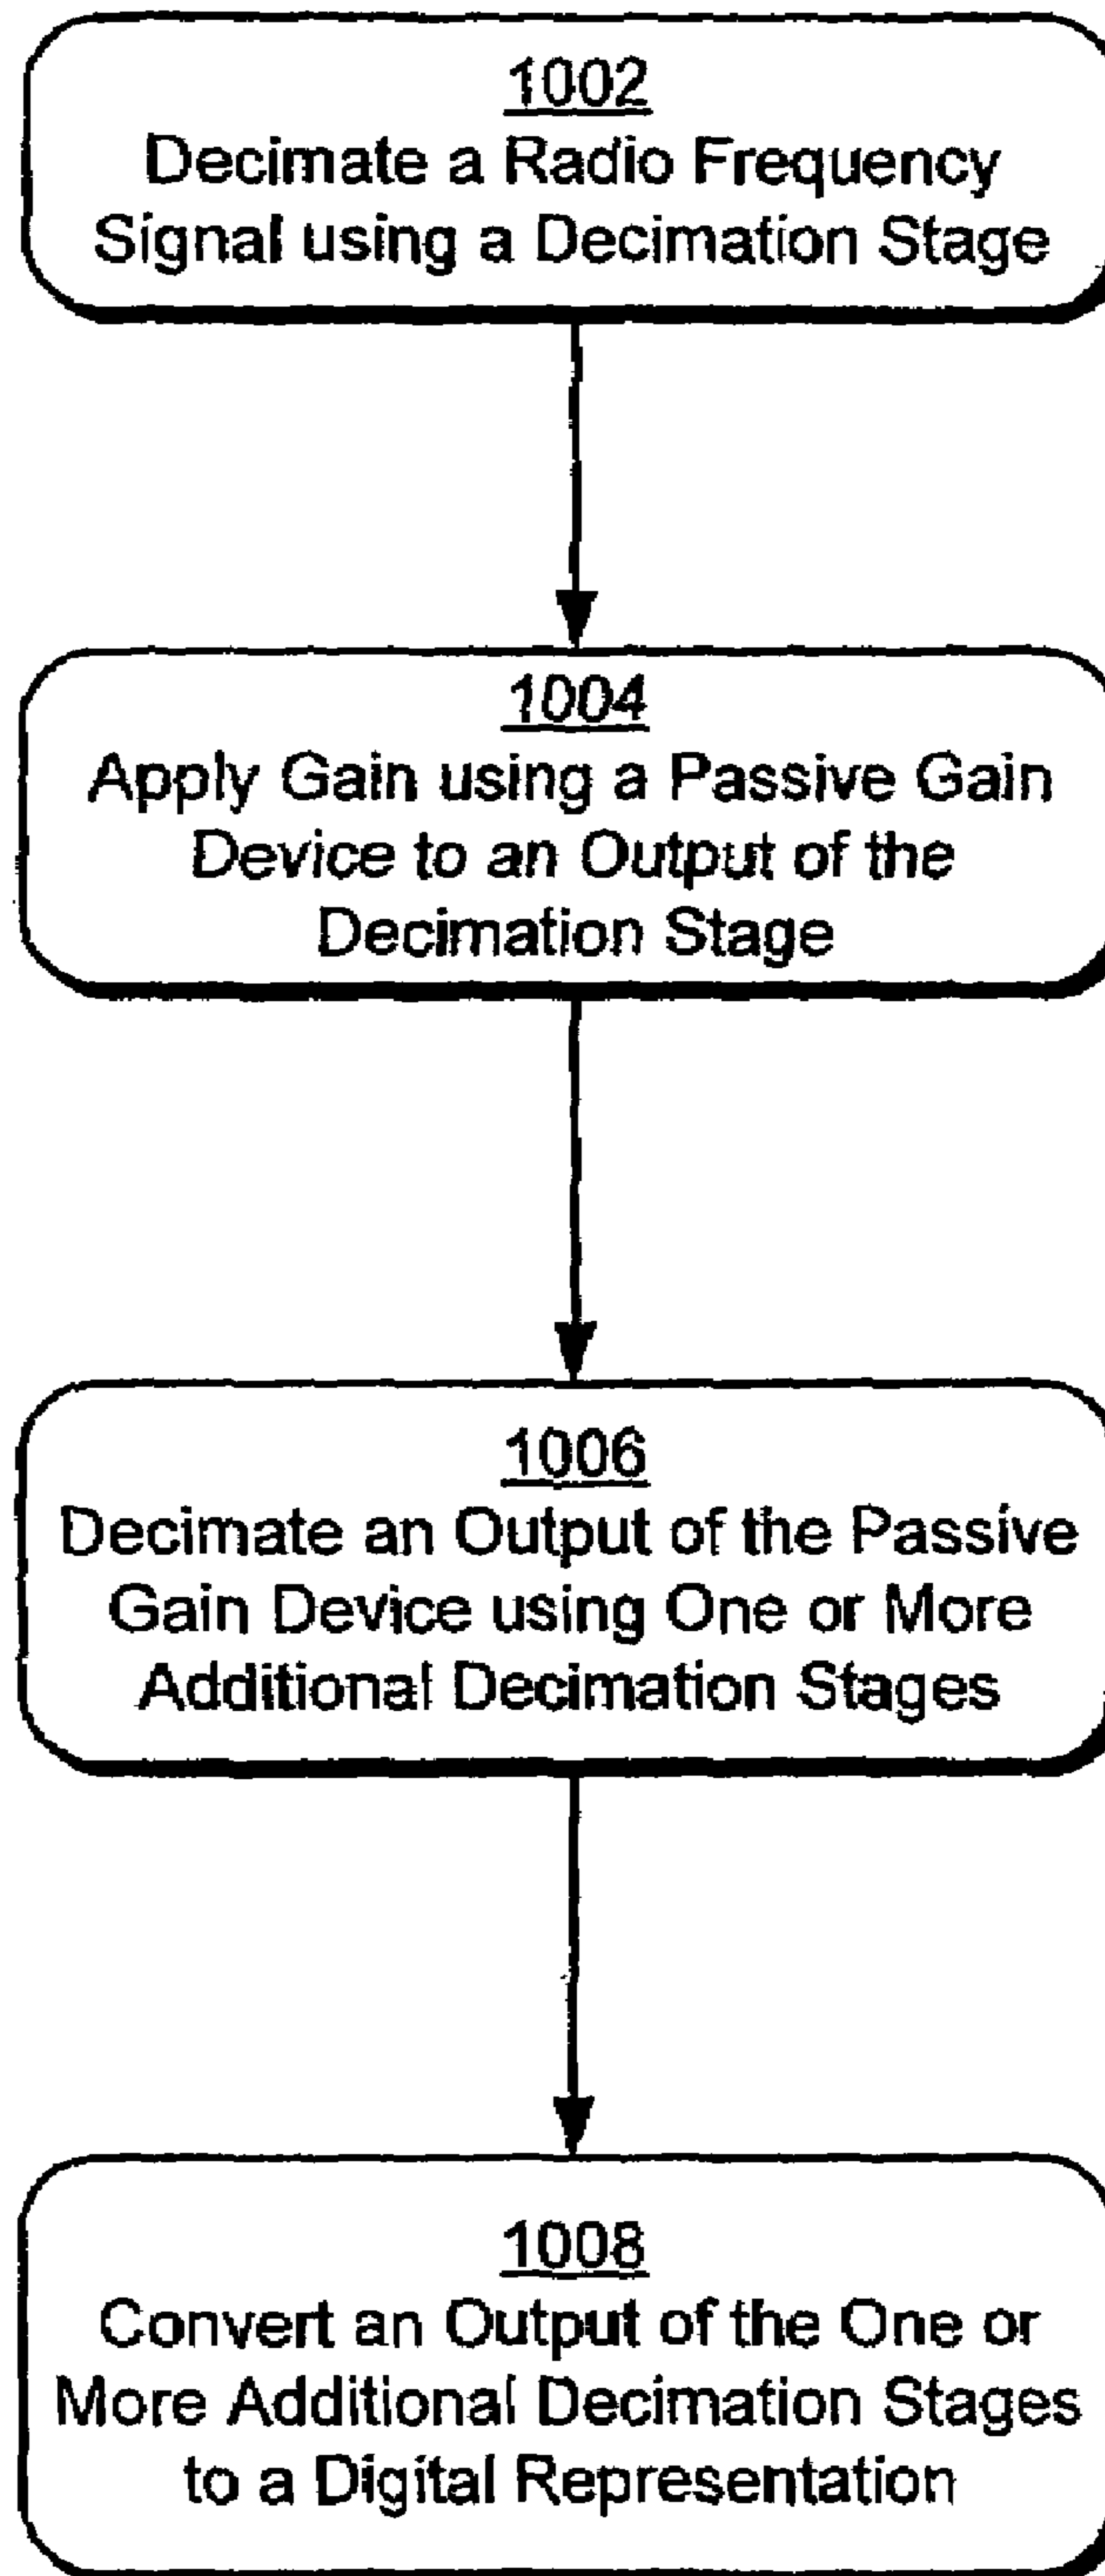 1002
Decimate a Radio Frequency
Signal using a Decimation Stage
1004
Apply Gain using a Passive Gain
Device to an Output of the
Decimation Stage
1006
Decimate an Output of the Passive
Gain Device using One or More
Additional Decimation Stages
1008
Convert an Output of the One or
More Additional Decimation Stages
to a Digital Representation